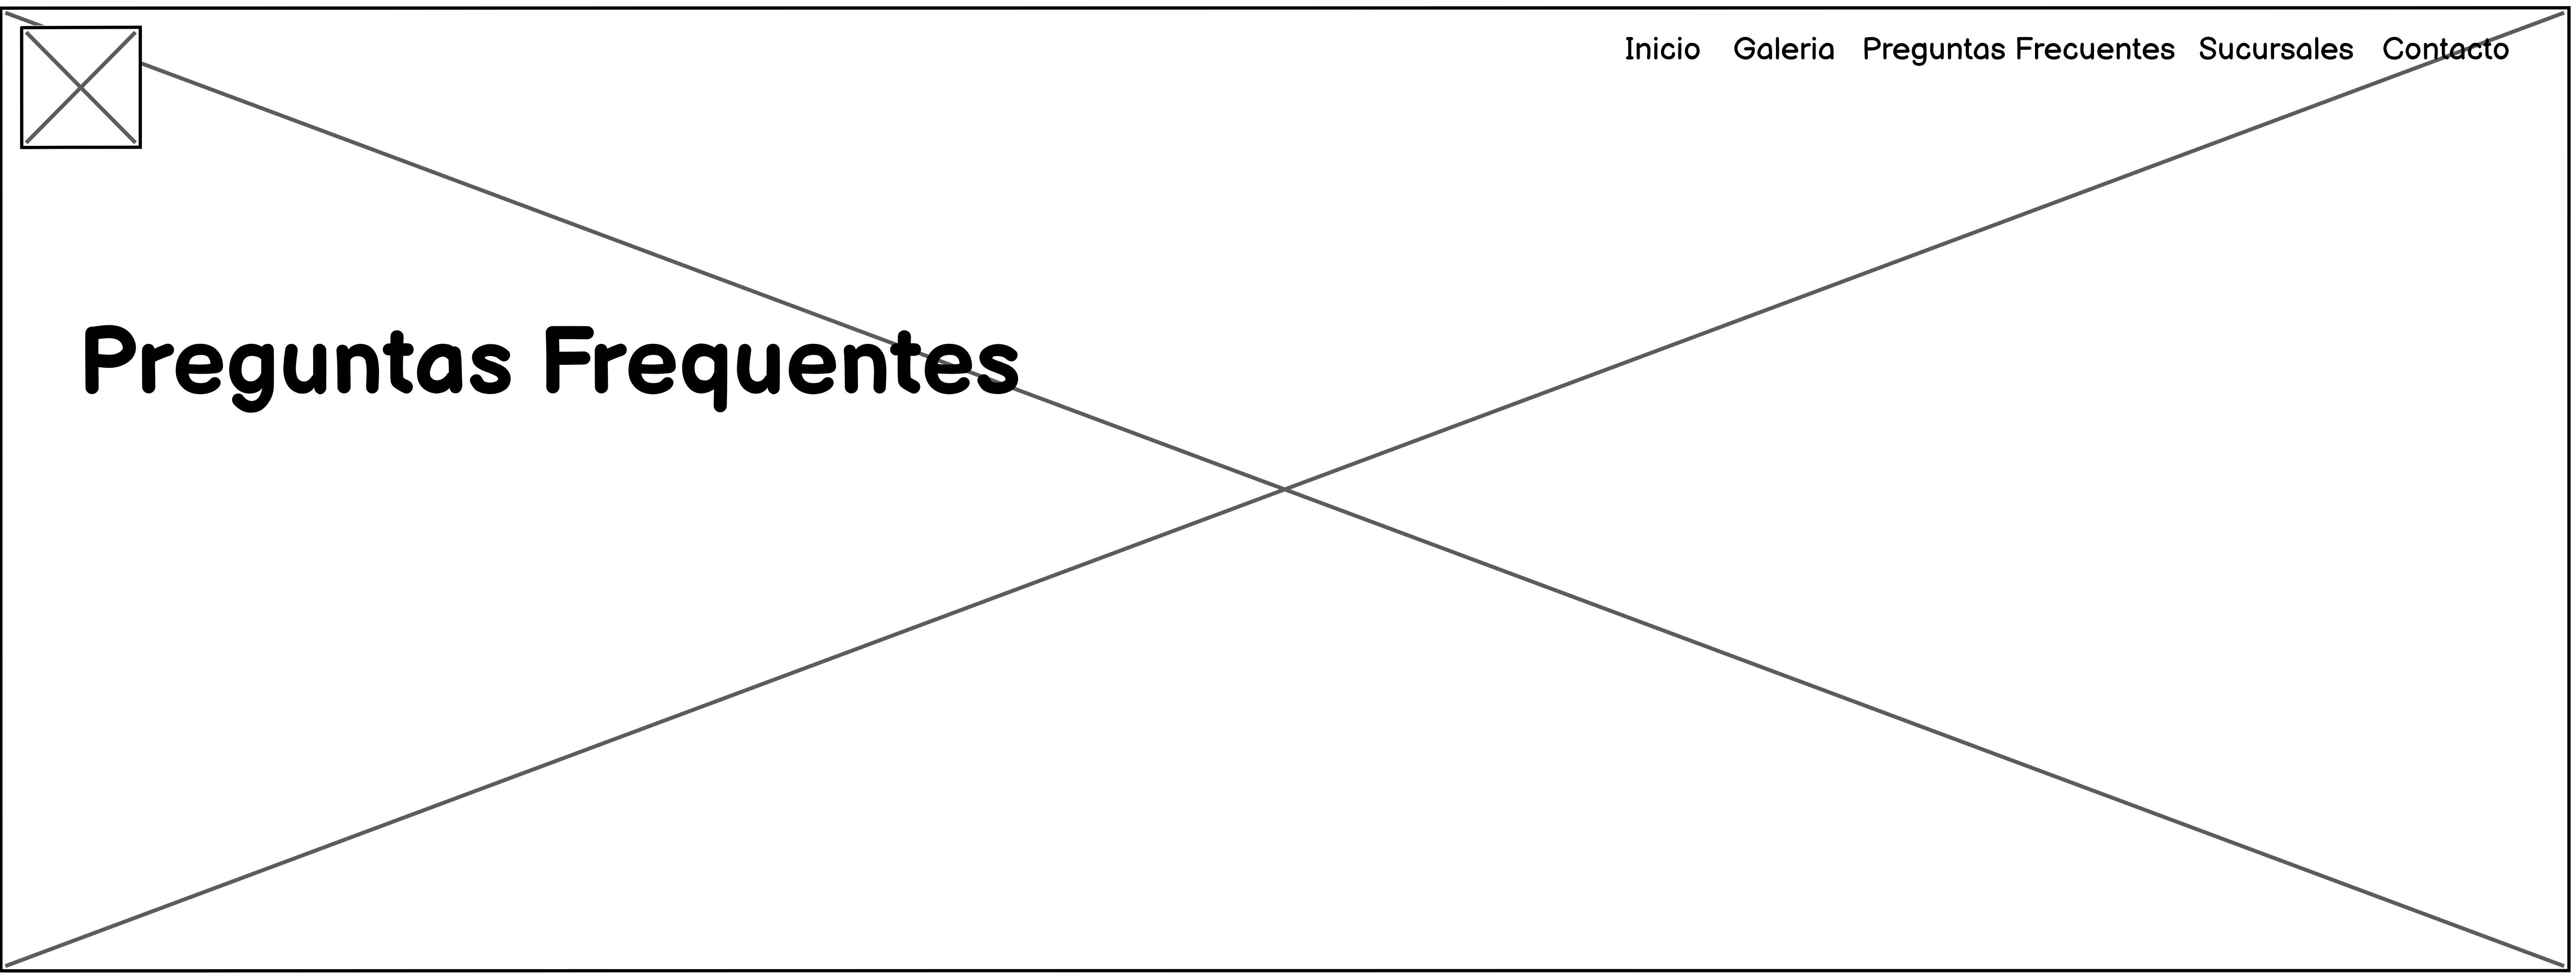 Inicio Galeria Preguntas Frecuentes Sucursales Contacto
Preguntas Frequentes